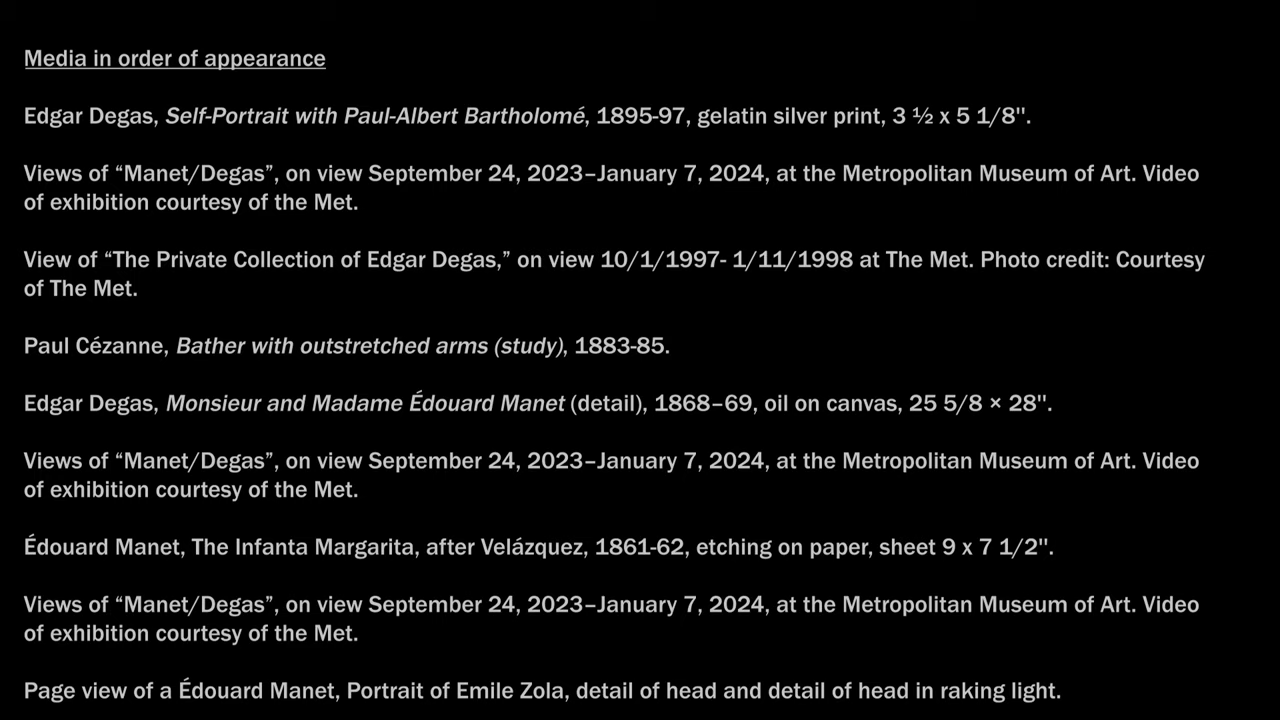 Media in order of appearance
Edgar Degas, Self-Portrait with Paul-Albert Bartholomé, 1895-97, gelatin silver print, 3 ½ x 5 1/8".
Views of “Manet/Degas”, on view September 24, 2023–January 7, 2024, at the Metropolitan Museum of Art. Video
of exhibition courtesy of the Met.
View of “The Private Collection of Edgar Degas,” on view 10/1/1997- 1/11/1998 at The Met. Photo credit: Courtesy
of The Met.
Paul Cézanne, Bather with outstretched arms (study), 1883-85.
Edgar Degas, Monsieur and Madame Édouard Manet (detail), 1868–69, oil on canvas, 25 5/8 × 28".
Views of “Manet/Degas”, on view September 24, 2023–January 7, 2024, at the Metropolitan Museum of Art. Video
of exhibition courtesy of the Met.
Édouard Manet, The Infanta Margarita, after Velázquez, 1861-62, etching on paper, sheet 9 x 7 1/2".
Views of “Manet/Degas”, on view September 24, 2023–January 7, 2024, at the Metropolitan Museum of Art. Video
of exhibition courtesy of the Met.
Page view of a Édouard Manet, Portrait of Emile Zola, detail of head and detail of head in raking light.